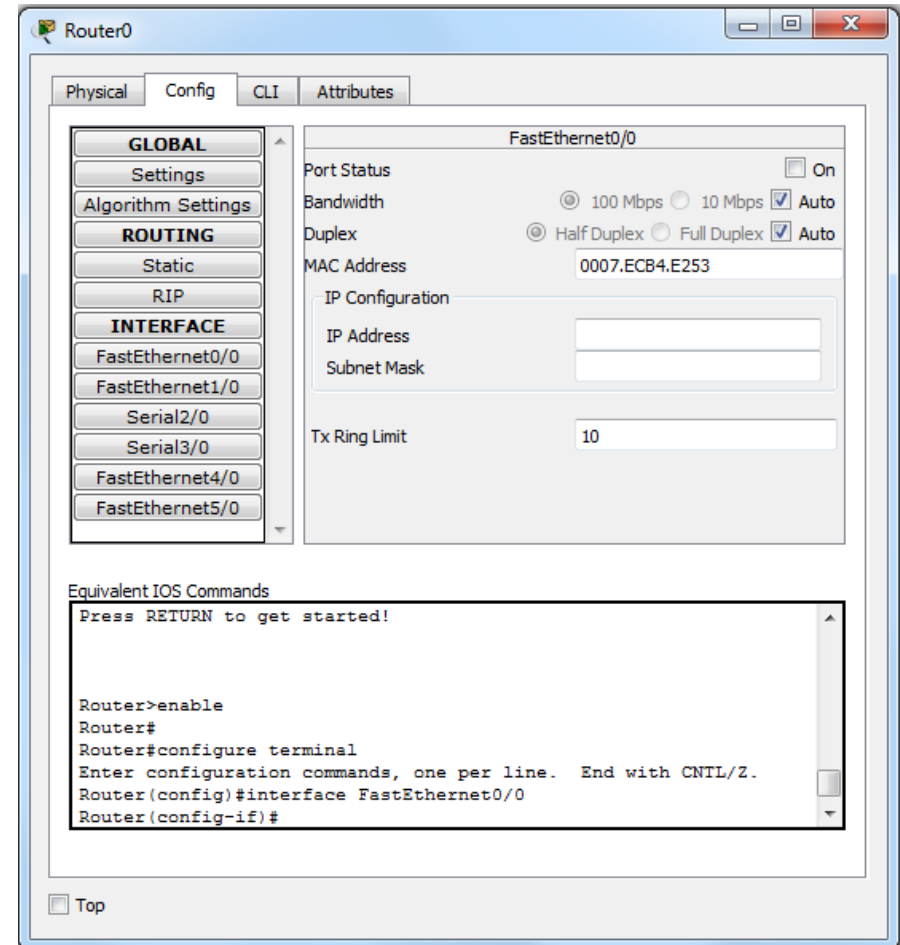 Router0
Physical Config CLI Attributes
GLOBAL
Settings
Algorithm Settings
ROUTING
Static
RIP
INTERFACE
FastEthernet0/0
FastEthernet1/0
Serial2/0
Serial3/0
FastEthernet4/0
FastEthernet5/0
FastEthernet0/0
Port Status On
Bandwidth 100 Mbps 10 Mbps Auto
Duplex Half Duplex Full Duplex Auto
MAC Address 0007.ECB4.E253
IP Configuration
IP Address
Subnet Mask
Tx Ring Limit 10
Equivalent IOS Commands
Press RETURN to get started!
Router>enable
Router#
Router#configure terminal
Enter configuration commands, one per line.  End with CNTL/Z.
Router(config)#interface FastEthernet0/0
Router(config-if)#
Top